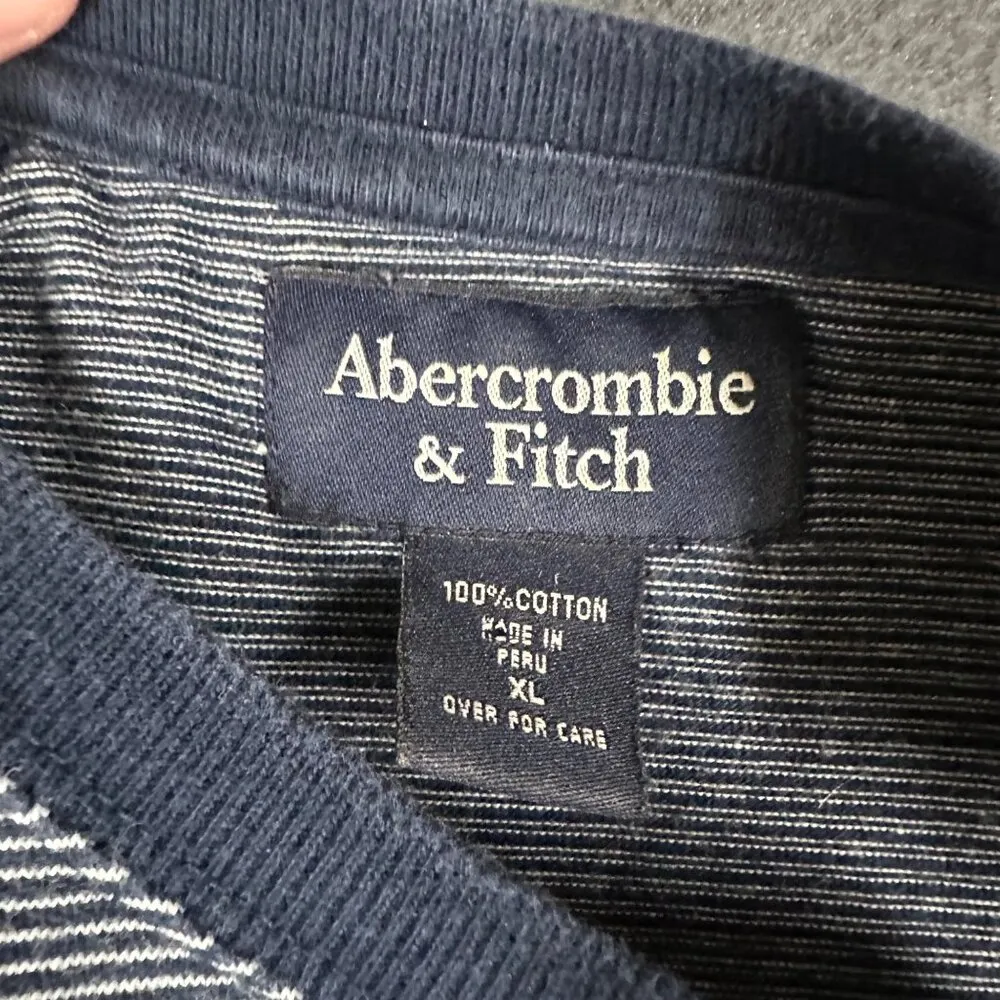 Abercrombie
& Fitch
100% COTTON
MADE IN
PERU
XL
OVER FOR CARE